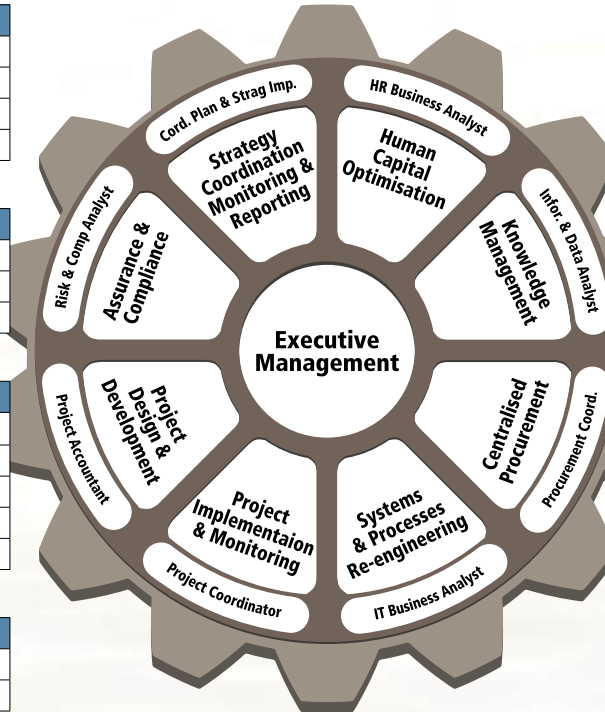 Cord. Plan & Strag Imp.
HR Business Analyst
Strategy
Coordination
Monitoring &
Reporting
Human
Capital
Optimisation
Risk & Comp Analyst
Assurance &
Compliance
Knowledge
Management
Infor. & Data Analyst
Executive
Management
Project Accountant
Project
Design &
Development
Centralised
Procurement
Procurement Coord.
Project
Implementaion
& Monitoring
Systems
& Processes
Re-engineering
Project Coordinator
IT Business Analyst